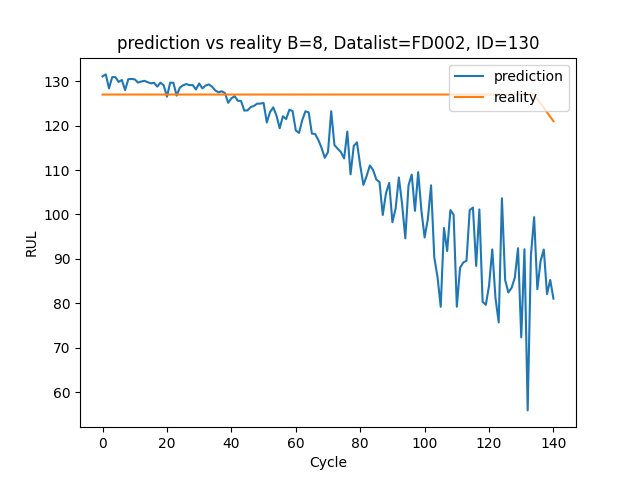 prediction vs reality B=8, Datalist=FD002, ID=130
prediction
reality
RUL
130
120
110
100
90
80
70
60
0 20 40 60 80 100 120 140
Cycle